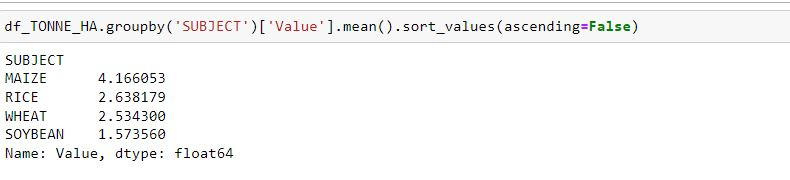 df_TONNE_HA.groupby('SUBJECT')['Value'].mean().sort_values(ascending=False)
SUBJECT
MAIZE      4.166053
RICE       2.638179
WHEAT      2.534300
SOYBEAN    1.573560
Name: Value, dtype: float64